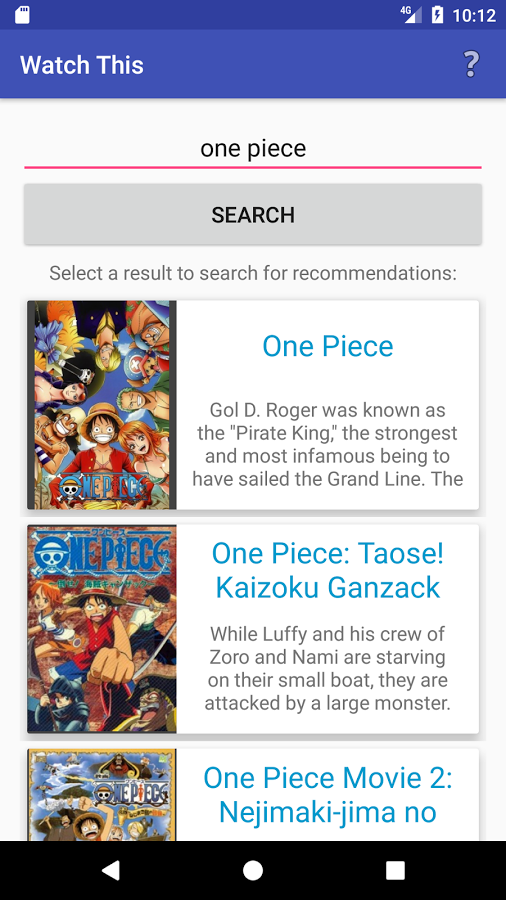 4G
10:12
Watch This
?
one piece
SEARCH
Select a result to search for recommendations:
ONE PIECE
One Piece
Gol D. Roger was known as
the "Pirate King," the strongest
and most infamous being to
have sailed the Grand Line. The
ONE PIECE
One Piece: Taose!
Kaizoku Ganzack
While Luffy and his crew of
Zoro and Nami are starving
on their small boat, they are
attacked by a large monster.
ONE PIECE
One Piece Movie 2:
Nejimaki-jima no